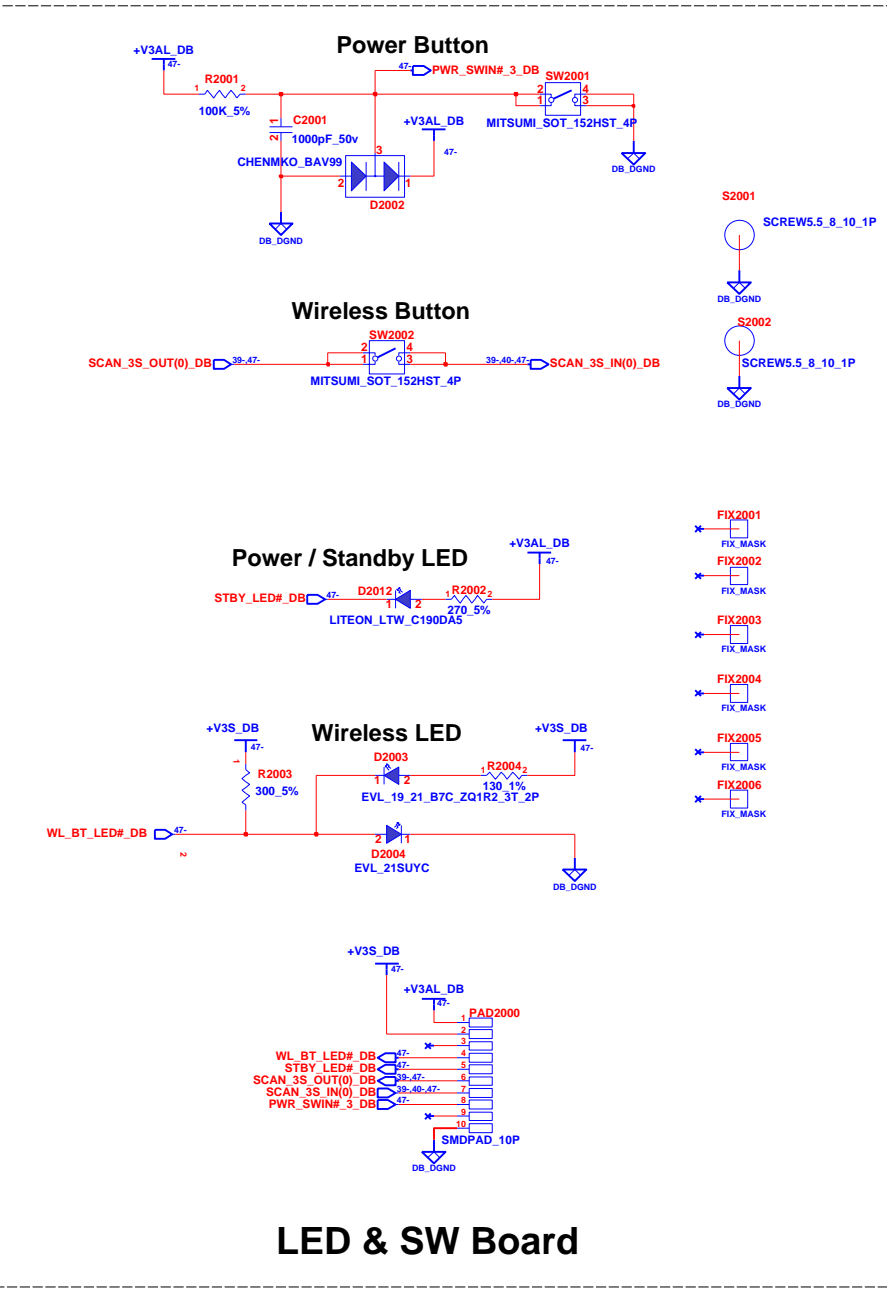 Power Button
+V3AL_DB
47-
R2001
1 2
100K_5%
47- PWR_SWIN#_3_DB
SW2001
2 4
1 3
MITSUMI_SOT_152HST_4P
DB_DGND
1
C2001
2
1000pF_50v
+V3AL_DB
47-
3
CHENMKO_BAV99
2 1
D2002
DB_DGND
S2001
SCREW5.5_8_10_1P
DB_DGND
Wireless Button
SW2002
SCAN_3S_OUT(0)_DB 39-,47-
2 4
1 3
39-,40-,47- SCAN_3S_IN(0)_DB
MITSUMI_SOT_152HST_4P
S2002
SCREW5.5_8_10_1P
DB_DGND
Power / Standby LED
+V3AL_DB
47-
STBY_LED#_DB 47-
D2012
1 2
LITEON_LTW_C190DA5
R2002
1 2
270_5%
FIX2001
FIX_MASK
FIX2002
FIX_MASK
FIX2003
FIX_MASK
FIX2004
FIX_MASK
FIX2005
FIX_MASK
FIX2006
FIX_MASK
Wireless LED
+V3S_DB
47-
1
R2003
300_5%
2
D2003
1 2
EVL_19_21_B7C_ZQ1R2_3T_2P
R2004
1 2
130_1%
+V3S_DB
47-
WL_BT_LED#_DB 47-
2 1
D2004
EVL_21SUYC
DB_DGND
+V3S_DB
47-
+V3AL_DB
47-
PAD2000
1
2
3
WL_BT_LED#_DB 47- 4
STBY_LED#_DB 47- 5
SCAN_3S_OUT(0)_DB 39-,47- 6
SCAN_3S_IN(0)_DB 39-,40-,47- 7
PWR_SWIN#_3_DB 47- 8
9
10
SMDPAD_10P
DB_DGND
LED & SW Board